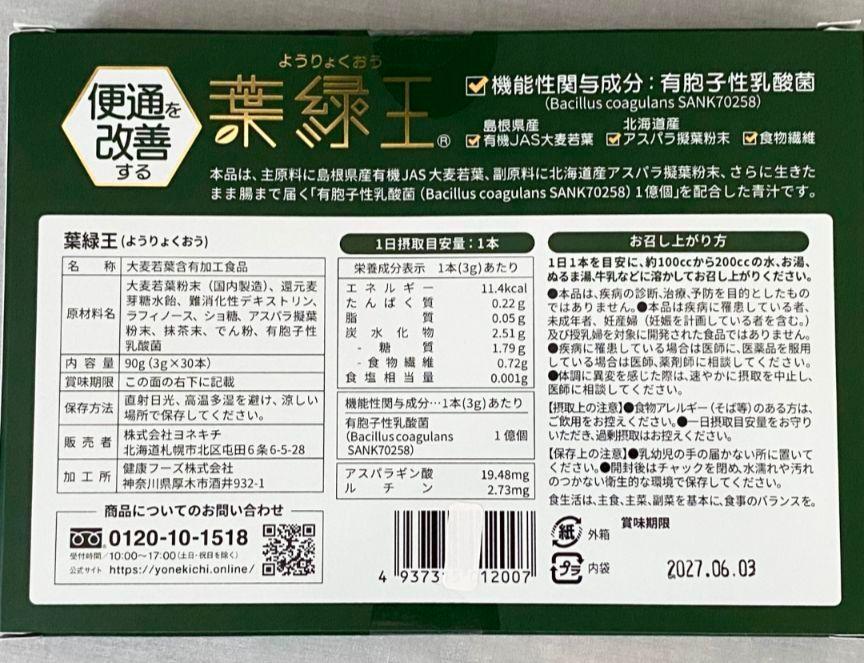 便通を
改善
する
ようりょくおう
葉緑王®
機能性関与成分：有胞子性乳酸菌
(Bacillus coagulans SANK70258)
島根県産
有機JAS大麦若葉
北海道産
アスパラ擬葉粉末
食物繊維
本品は、主原料に島根県産有機JAS大麦若葉、副原料に北海道産アスパラ擬葉粉末、さらに生きた
まま腸まで届く「有胞子性乳酸菌（Bacillus coagulans SANK70258）1億個」を配合した青汁です。
葉緑王（ようりょくおう）
名称 大麦若葉含有加工食品
原材料名 大麦若葉粉末（国内製造）、還元麦
芽糖水飴、難消化性デキストリン、
ラフィノース、ショ糖、アスパラ擬葉
粉末、抹茶末、でん粉、有胞子性
乳酸菌
内容量 90g（3g×30本）
賞味期限 この面の右下に記載
保存方法 直射日光、高温多湿を避け、涼しい
場所で保存してください。
販売者 株式会社ヨネキチ
北海道札幌市北区屯田6条6-5-28
加工所 健康フーズ株式会社
神奈川県厚木市酒井932-1
商品についてのお問い合わせ
0120-10-1518
受付時間／10:00〜17:00（土日・祝日を除く）
公式サイト https://yonekichi.online/
1日摂取目安量：1本
栄養成分表示 1本(3g)あたり
エネルギー 11.4kcal
たんぱく質 0.22g
脂質 0.05g
炭水化物 2.51g
- 糖質 1.79g
- 食物繊維 0.72g
食塩相当量 0.001g
機能性関与成分…1本(3g)あたり
有胞子性乳酸菌
(Bacillus coagulans 1億個
SANK70258)
アスパラギン酸 19.48mg
ルチン 2.73mg
4 9373 12007
お召し上がり方
1日1本を目安に、約100ccから200ccの水、お湯、
ぬるま湯、牛乳などに溶かしてお召し上がりください。
●本品は、疾病の診断、治療、予防を目的としたもの
ではありません。●本品は疾病に罹患している者、
未成年者、妊産婦（妊娠を計画している者を含む。）
及び授乳婦を対象に開発された食品ではありません。
●疾病に罹患している場合は医師に、医薬品を服用
している場合は医師、薬剤師に相談してください。
●体調に異変を感じた際は、速やかに摂取を中止し、
医師に相談してください。
【摂取上の注意】●食物アレルギー（そば等）のある方は、
ご飲用をお控えください。●一日摂取目安量をお守り
いただき、過剰摂取はお控えください。
【保存上の注意】●乳幼児の手の届かない所に置いて
ください。●開封後はチャックを閉め、水濡れや汚れ
のつかない衛生的な環境で保存してください。
食生活は、主食、主菜、副菜を基本に、食事のバランスを。
紙 外箱
プラ 内袋
賞味期限
2027.06.03